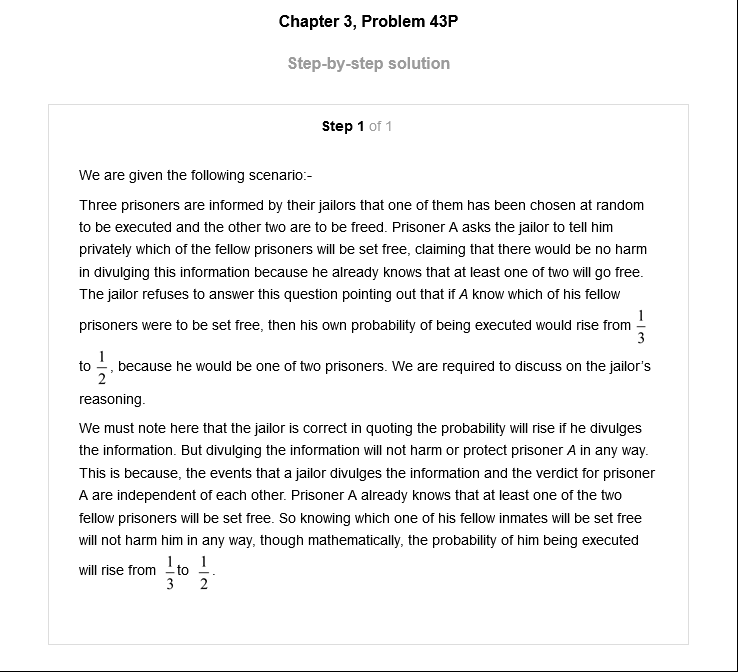 Chapter 3, Problem 43P
Step-by-step solution
Step 1 of 1
We are given the following scenario:-
Three prisoners are informed by their jailors that one of them has been chosen at random
to be executed and the other two are to be freed. Prisoner A asks the jailor to tell him
privately which of the fellow prisoners will be set free, claiming that there would be no harm
in divulging this information because he already knows that at least one of two will go free.
The jailor refuses to answer this question pointing out that if A know which of his fellow
prisoners were to be set free, then his own probability of being executed would rise from 1/3
to 1/2, because he would be one of two prisoners. We are required to discuss on the jailor's
reasoning.
We must note here that the jailor is correct in quoting the probability will rise if he divulges
the information. But divulging the information will not harm or protect prisoner A in any way.
This is because, the events that a jailor divulges the information and the verdict for prisoner
A are independent of each other. Prisoner A already knows that at least one of the two
fellow prisoners will be set free. So knowing which one of his fellow inmates will be set free
will not harm him in any way, though mathematically, the probability of him being executed
will rise from 1/3 to 1/2.